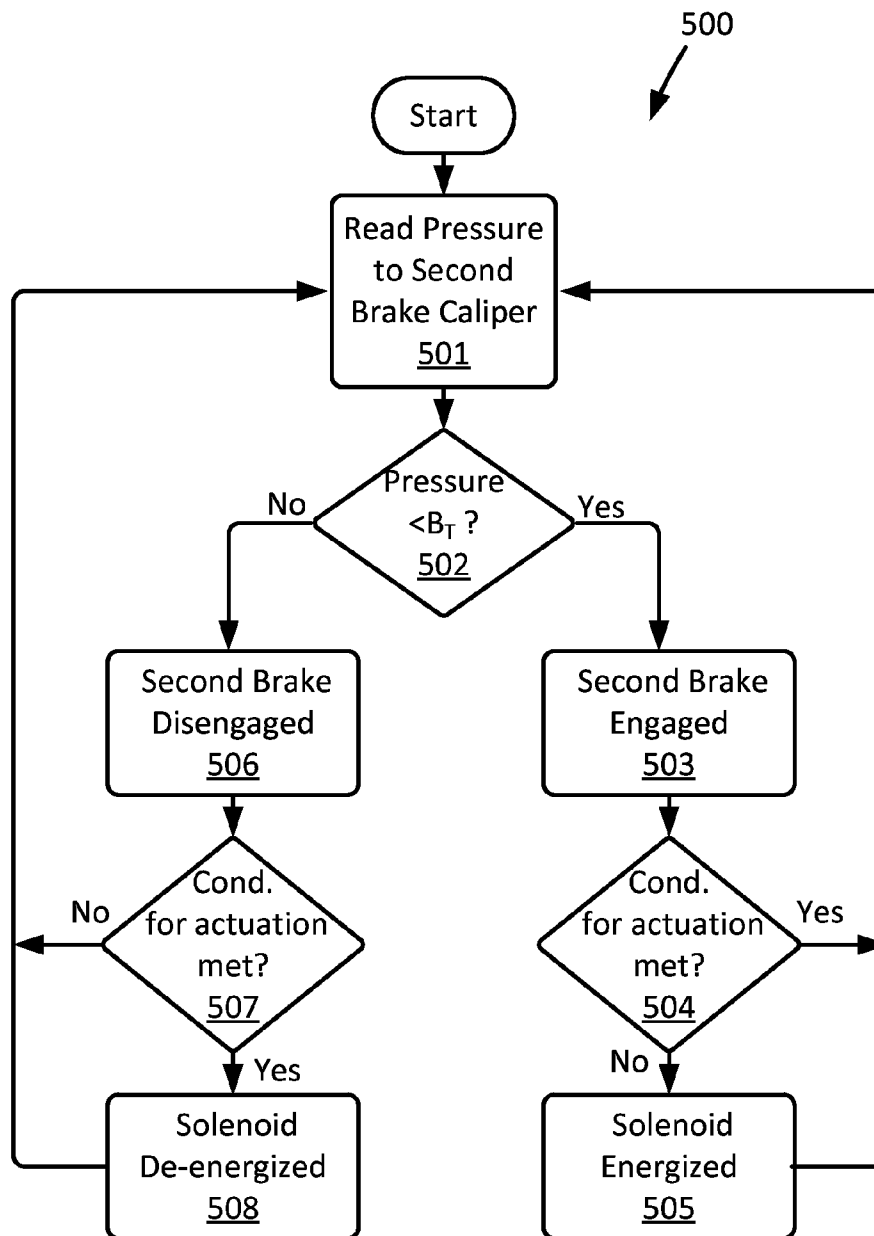 500
Start
Read Pressure
to Second
Brake Caliper
501
Pressure
<B_T ?
502
No
Yes
Second Brake
Disengaged
506
Second Brake
Engaged
503
Cond.
for actuation
met?
507
No
Yes
Cond.
for actuation
met?
504
Yes
No
Solenoid
De-energized
508
Solenoid
Energized
505